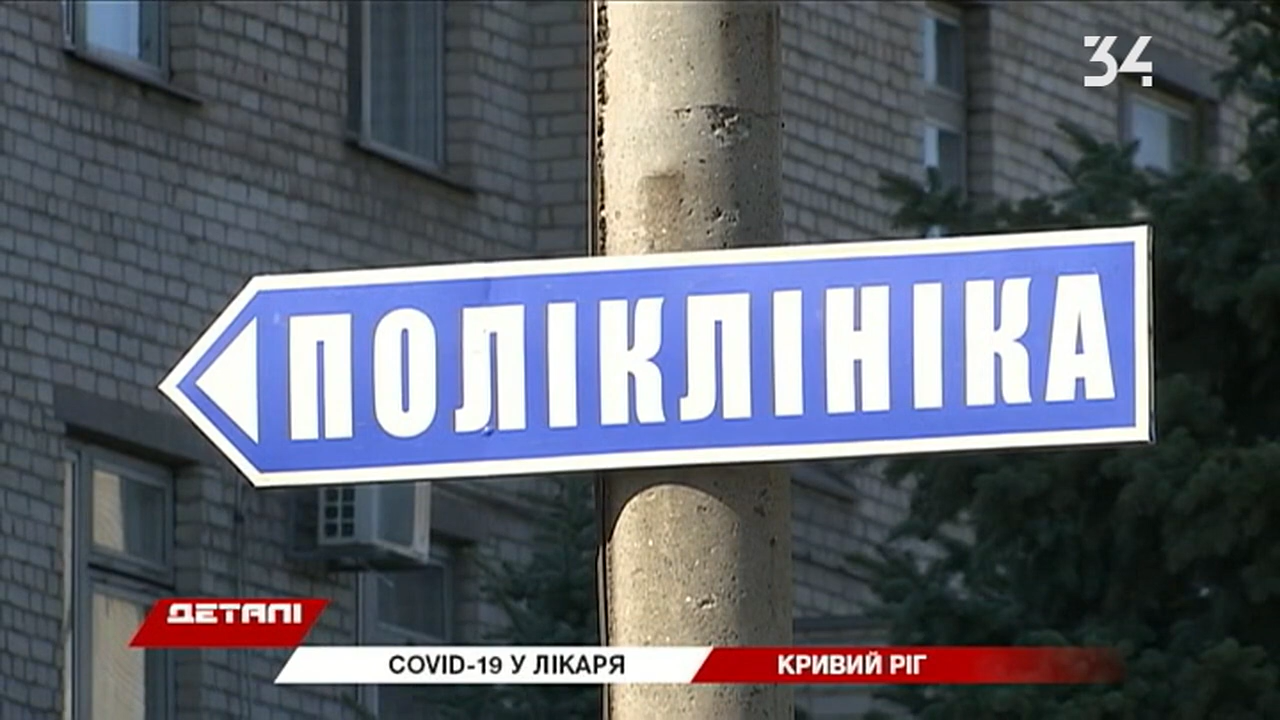 34
ПОЛІКЛІНІКА
ДЕТАЛІ
COVID-19 У ЛІКАРЯ
КРИВИЙ РІГ